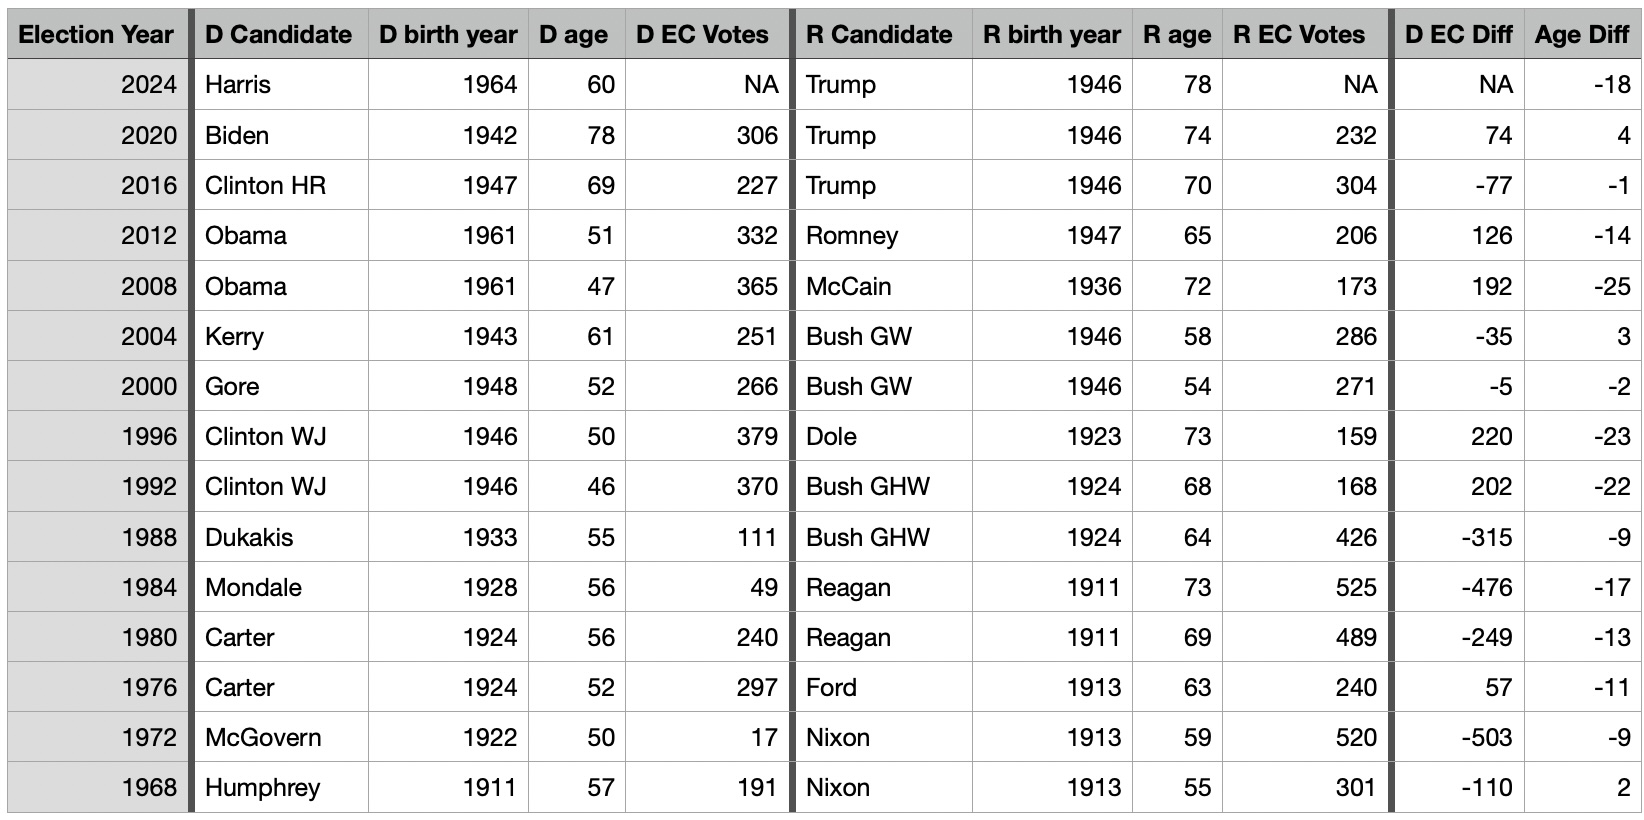 Election Year D Candidate D birth year D age D EC Votes R Candidate R birth year R age R EC Votes D EC Diff Age Diff
2024 Harris 1964 60 NA Trump 1946 78 NA NA -18
2020 Biden 1942 78 306 Trump 1946 74 232 74 4
2016 Clinton HR 1947 69 227 Trump 1946 70 304 -77 -1
2012 Obama 1961 51 332 Romney 1947 65 206 126 -14
2008 Obama 1961 47 365 McCain 1936 72 173 192 -25
2004 Kerry 1943 61 251 Bush GW 1946 58 286 -35 3
2000 Gore 1948 52 266 Bush GW 1946 54 271 -5 -2
1996 Clinton WJ 1946 50 379 Dole 1923 73 159 220 -23
1992 Clinton WJ 1946 46 370 Bush GHW 1924 68 168 202 -22
1988 Dukakis 1933 55 111 Bush GHW 1924 64 426 -315 -9
1984 Mondale 1928 56 49 Reagan 1911 73 525 -476 -17
1980 Carter 1924 56 240 Reagan 1911 69 489 -249 -13
1976 Carter 1924 52 297 Ford 1913 63 240 57 -11
1972 McGovern 1922 50 17 Nixon 1913 59 520 -503 -9
1968 Humphrey 1911 57 191 Nixon 1913 55 301 -110 2